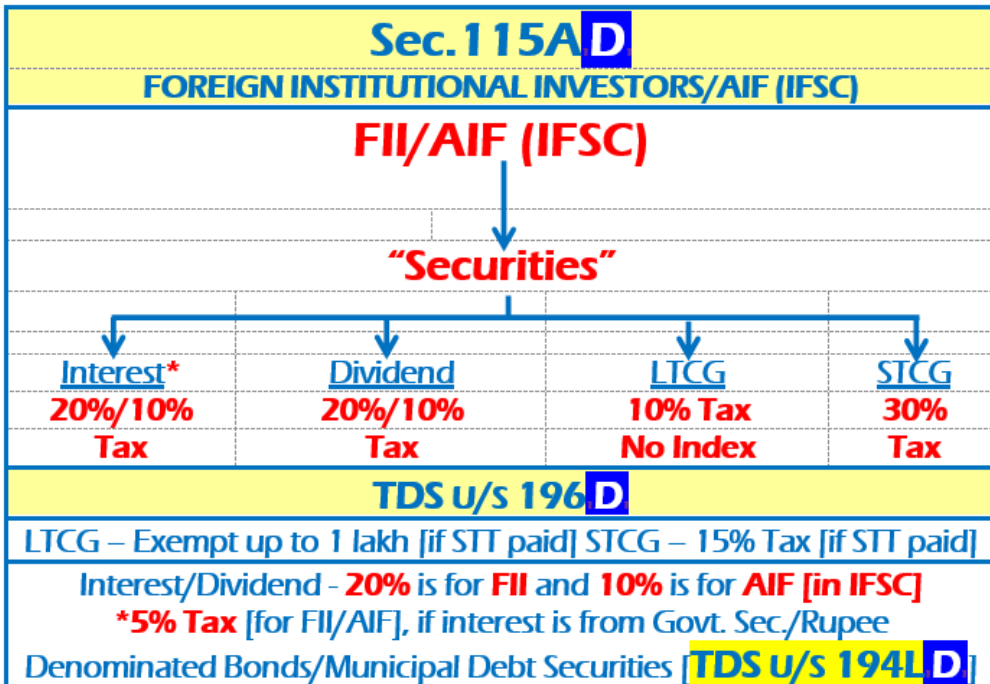 Sec.115A D
FOREIGN INSTITUTIONAL INVESTORS/AIF (IFSC)
FII/AIF (IFSC)
“Securities”
Interest* Dividend LTCG STCG
20%/10% 20%/10% 10% Tax 30%
Tax Tax No Index Tax
TDS u/s 196 D
LTCG – Exempt up to 1 lakh [if STT paid] STCG – 15% Tax [if STT paid]
Interest/Dividend - 20% is for FII and 10% is for AIF [in IFSC]
*5% Tax [for FII/AIF], if interest is from Govt. Sec./Rupee
Denominated Bonds/Municipal Debt Securities [TDS u/s 194L D]